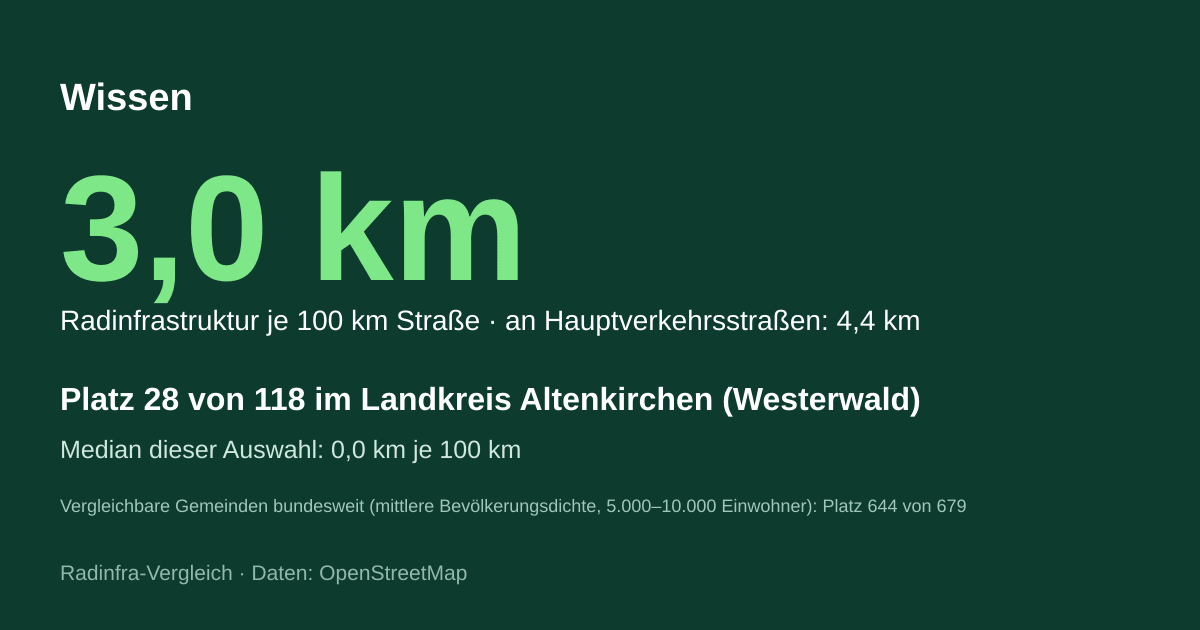 Wissen
3,0 km
Radinfrastruktur je 100 km Straße · an Hauptverkehrsstraßen: 4,4 km
Platz 28 von 118 im Landkreis Altenkirchen (Westerwald)
Median dieser Auswahl: 0,0 km je 100 km
Vergleichbare Gemeinden bundesweit (mittlere Bevölkerungsdichte, 5.000–10.000 Einwohner): Platz 644 von 679
Radinfra-Vergleich · Daten: OpenStreetMap